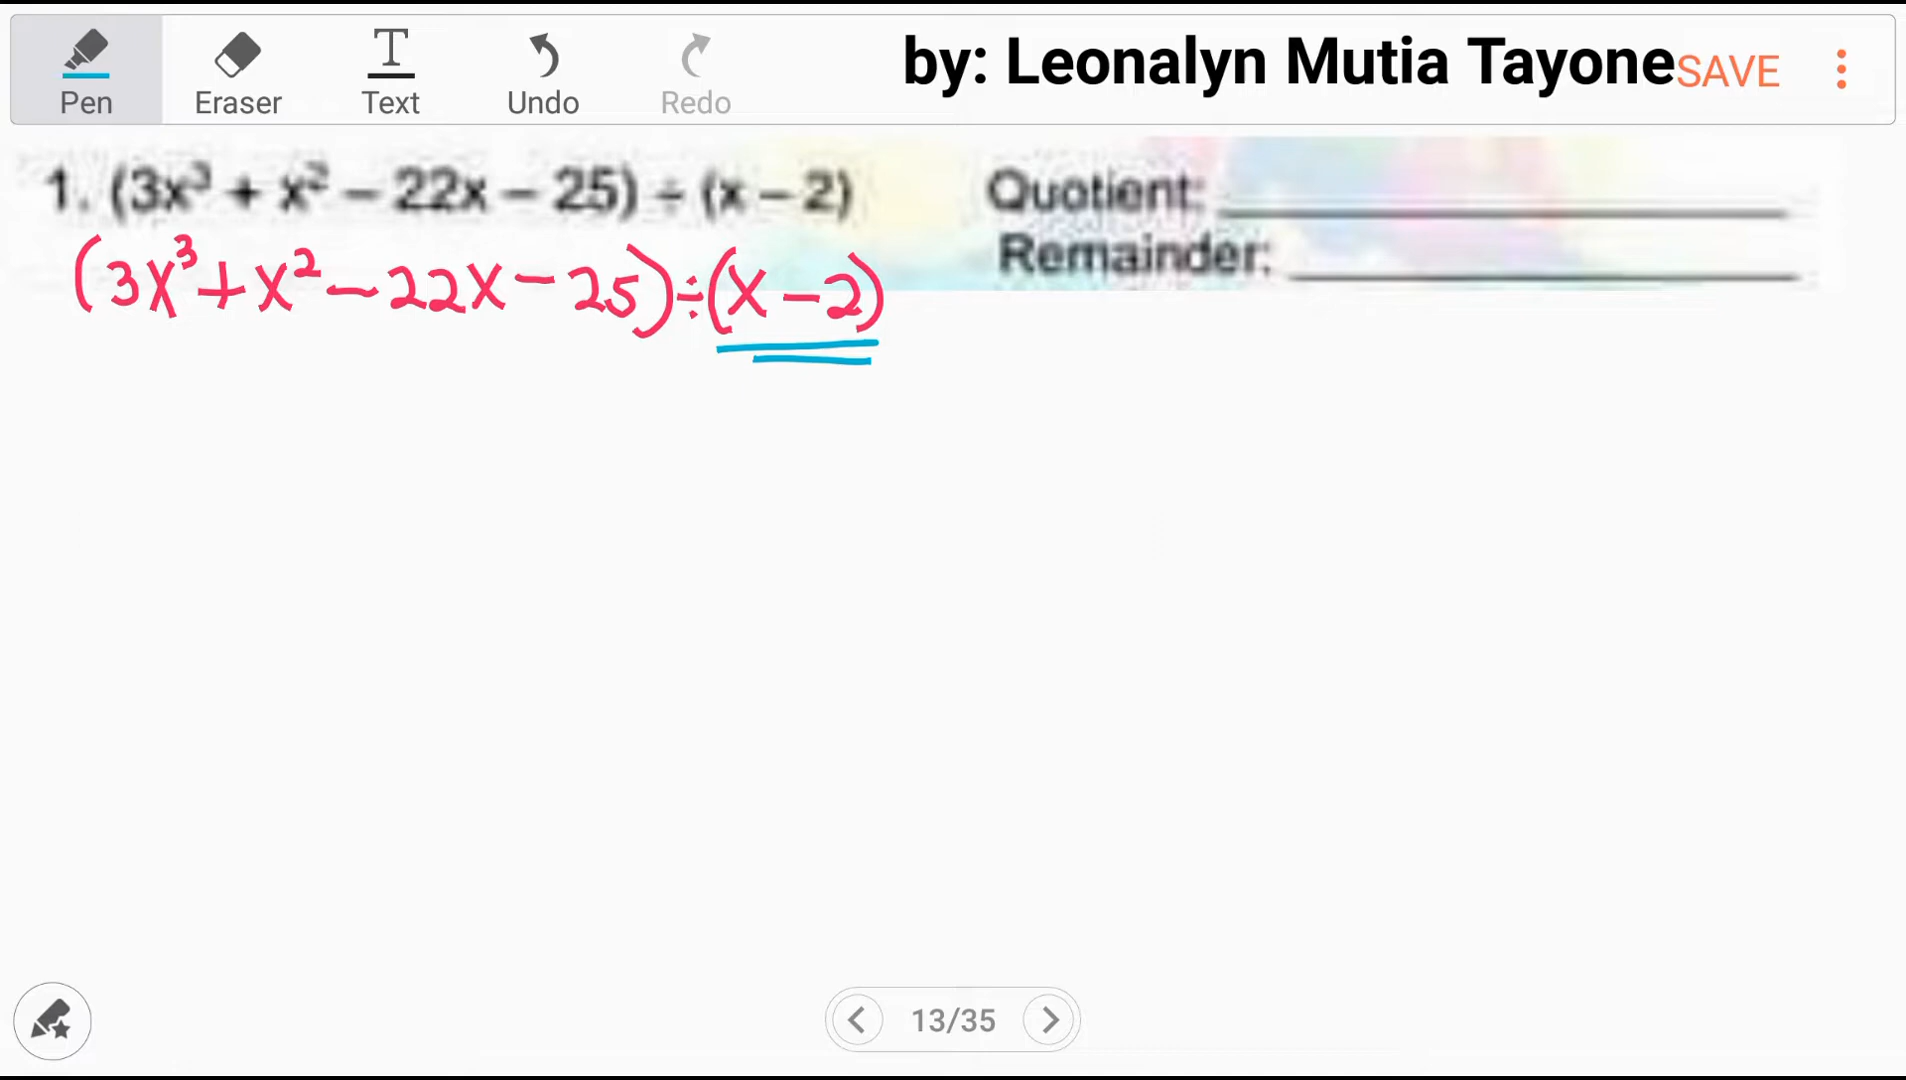 by: Leonalyn Mutia Tayone
SAVE
Pen
Eraser
Text
Undo
Redo
1. (3x³ + x² – 22x – 25) ÷ (x – 2)
Quotient:
Remainder:
(3x³+x²–22x–25)÷(x–2)
13/35